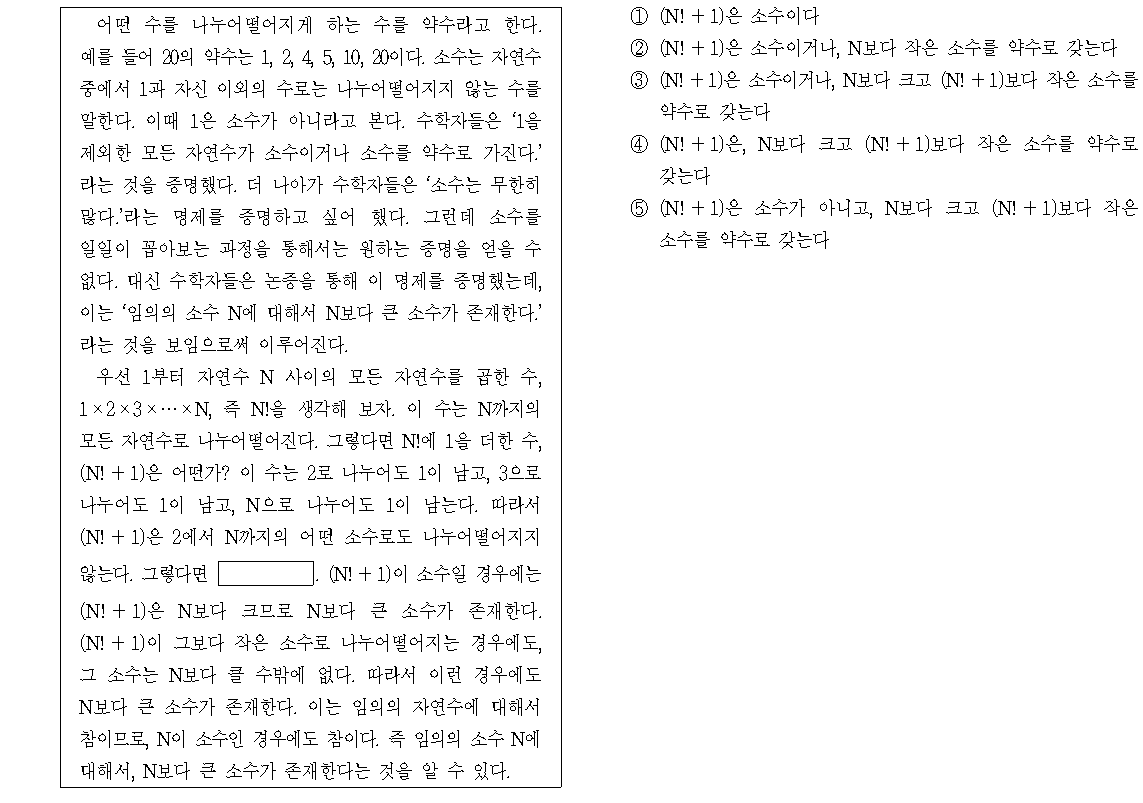 어떤 수를 나누어떨어지게 하는 수를 약수라고 한다.
예를 들어 20의 약수는 1, 2, 4, 5, 10, 20이다. 소수는 자연수
중에서 1과 자신 이외의 수로는 나누어떨어지지 않는 수를
말한다. 이때 1은 소수가 아니라고 본다. 수학자들은 ‘1을
제외한 모든 자연수가 소수이거나 소수를 약수로 가진다.’
라는 것을 증명했다. 더 나아가 수학자들은 ‘소수는 무한히
많다.’라는 명제를 증명하고 싶어 했다. 그런데 소수를
일일이 꼽아보는 과정을 통해서는 원하는 증명을 얻을 수
없다. 대신 수학자들은 논증을 통해 이 명제를 증명했는데,
이는 ‘임의의 소수 N에 대해서 N보다 큰 소수가 존재한다.’
라는 것을 보임으로써 이루어진다.
우선 1부터 자연수 N 사이의 모든 자연수를 곱한 수,
1×2×3×⋯×N, 즉 N!을 생각해 보자. 이 수는 N까지의
모든 자연수로 나누어떨어진다. 그렇다면 N!에 1을 더한 수,
(N! + 1)은 어떤가? 이 수는 2로 나누어도 1이 남고, 3으로
나누어도 1이 남고, N으로 나누어도 1이 남는다. 따라서
(N! + 1)은 2에서 N까지의 어떤 소수로도 나누어떨어지지
않는다. 그렇다면 . (N! + 1)이 소수일 경우에는
(N! + 1)은 N보다 크므로 N보다 큰 소수가 존재한다.
(N! + 1)이 그보다 작은 소수로 나누어떨어지는 경우에도,
그 소수는 N보다 클 수밖에 없다. 따라서 이런 경우에도
N보다 큰 소수가 존재한다. 이는 임의의 자연수에 대해서
참이므로, N이 소수인 경우에도 참이다. 즉 임의의 소수 N에
대해서, N보다 큰 소수가 존재한다는 것을 알 수 있다.
① (N! + 1)은 소수이다
② (N! + 1)은 소수이거나, N보다 작은 소수를 약수로 갖는다
③ (N! + 1)은 소수이거나, N보다 크고 (N! + 1)보다 작은 소수를
약수로 갖는다
④ (N! + 1)은, N보다 크고 (N! + 1)보다 작은 소수를 약수로
갖는다
⑤ (N! + 1)은 소수가 아니고, N보다 크고 (N! + 1)보다 작은
소수를 약수로 갖는다